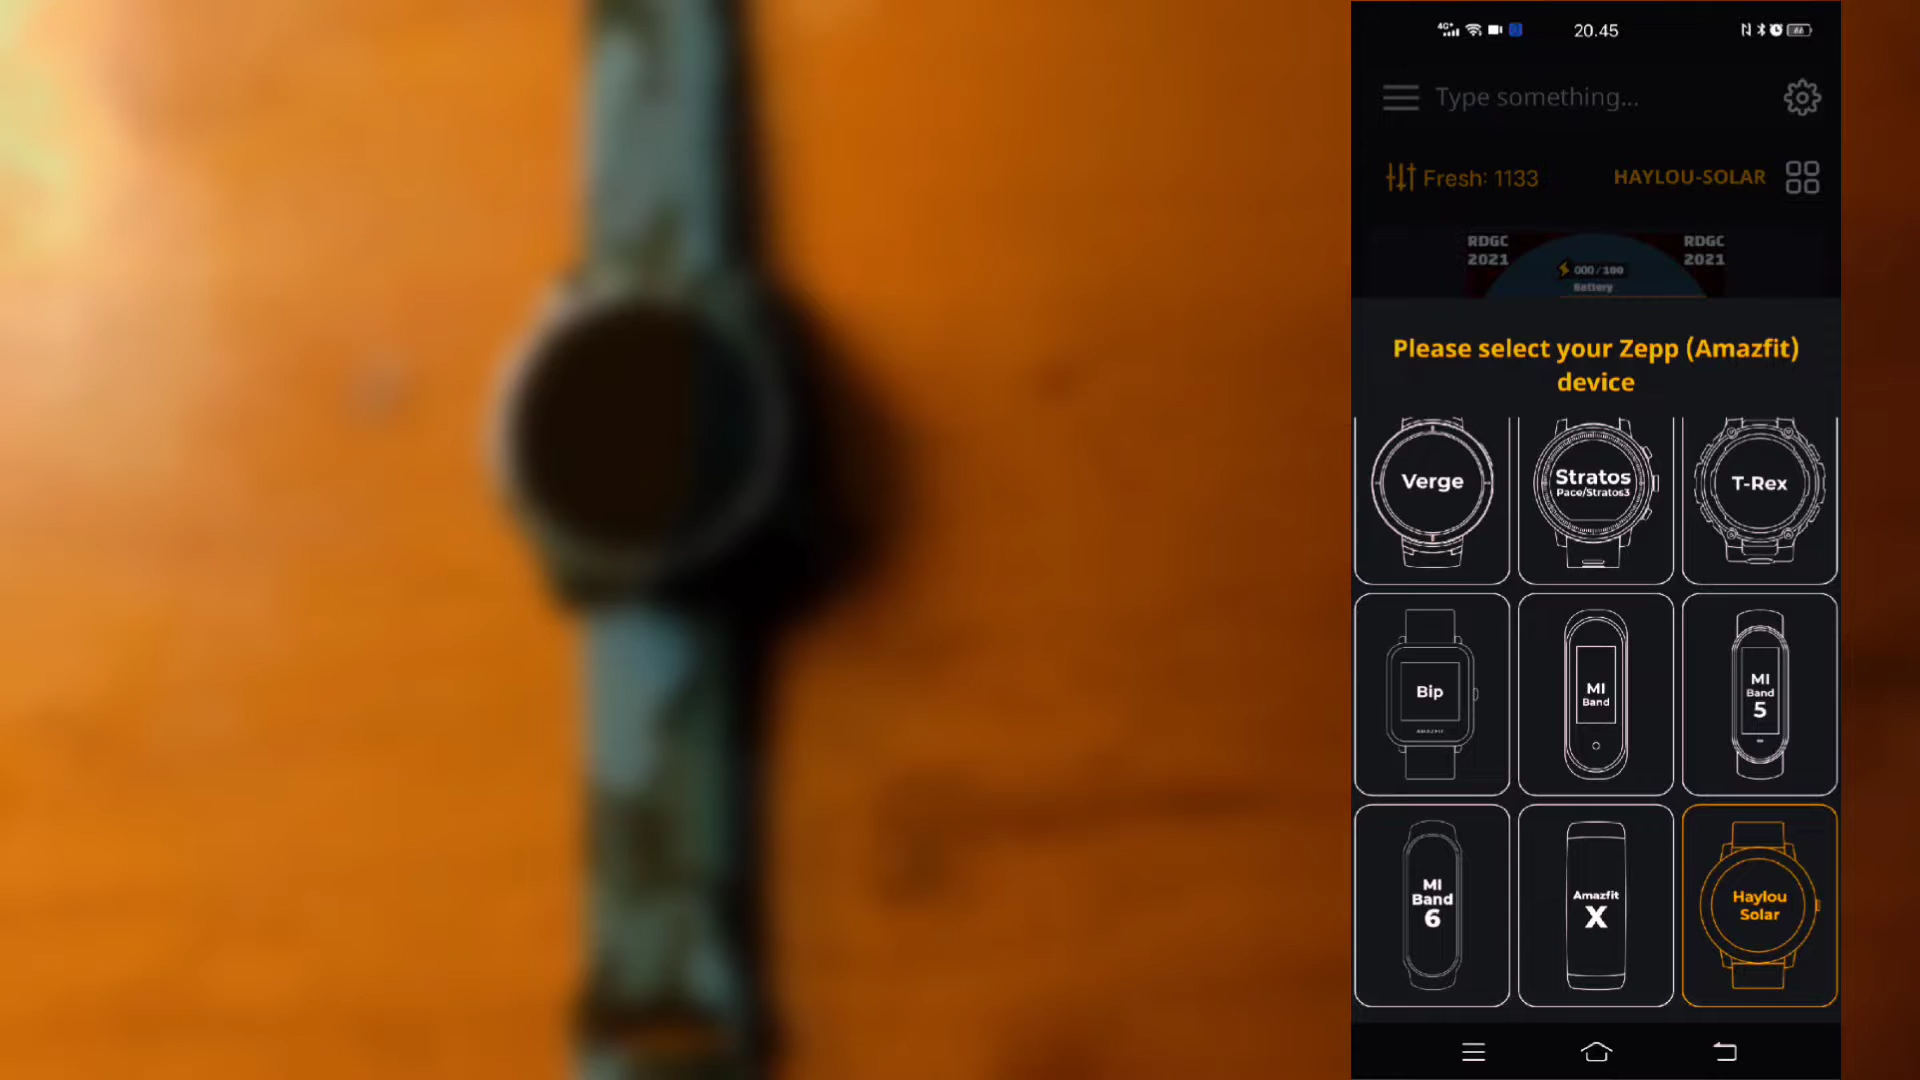 4G+
20.45
Type something...
Fresh: 1133
HAYLOU-SOLAR
RDGC
2021
RDGC
2021
000/100
Battery
Please select your Zepp (Amazfit)
device
Verge
Stratos
Pace/Stratos3
T-Rex
Bip
AMAZFIT
MI
Band
MI
Band
5
MI
Band
6
Amazfit
X
Haylou
Solar